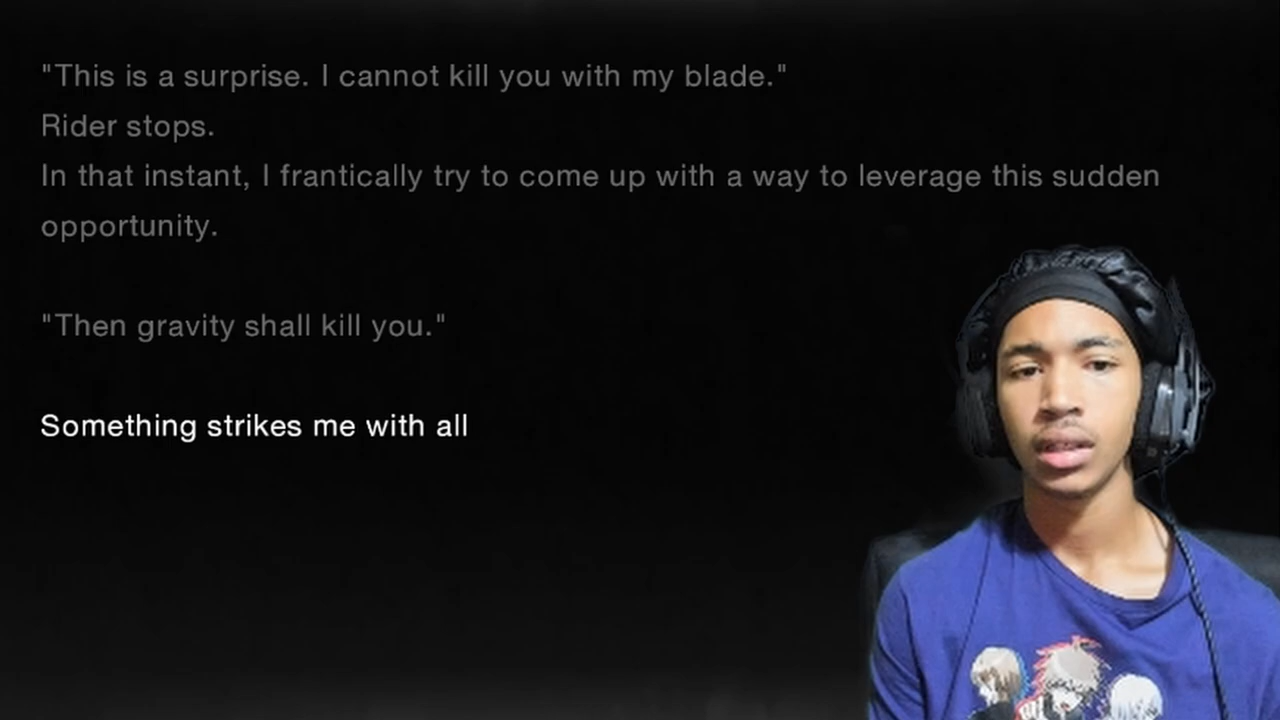 "This is a surprise. I cannot kill you with my blade."
Rider stops.
In that instant, I frantically try to come up with a way to leverage this sudden
opportunity.
"Then gravity shall kill you."
Something strikes me with all